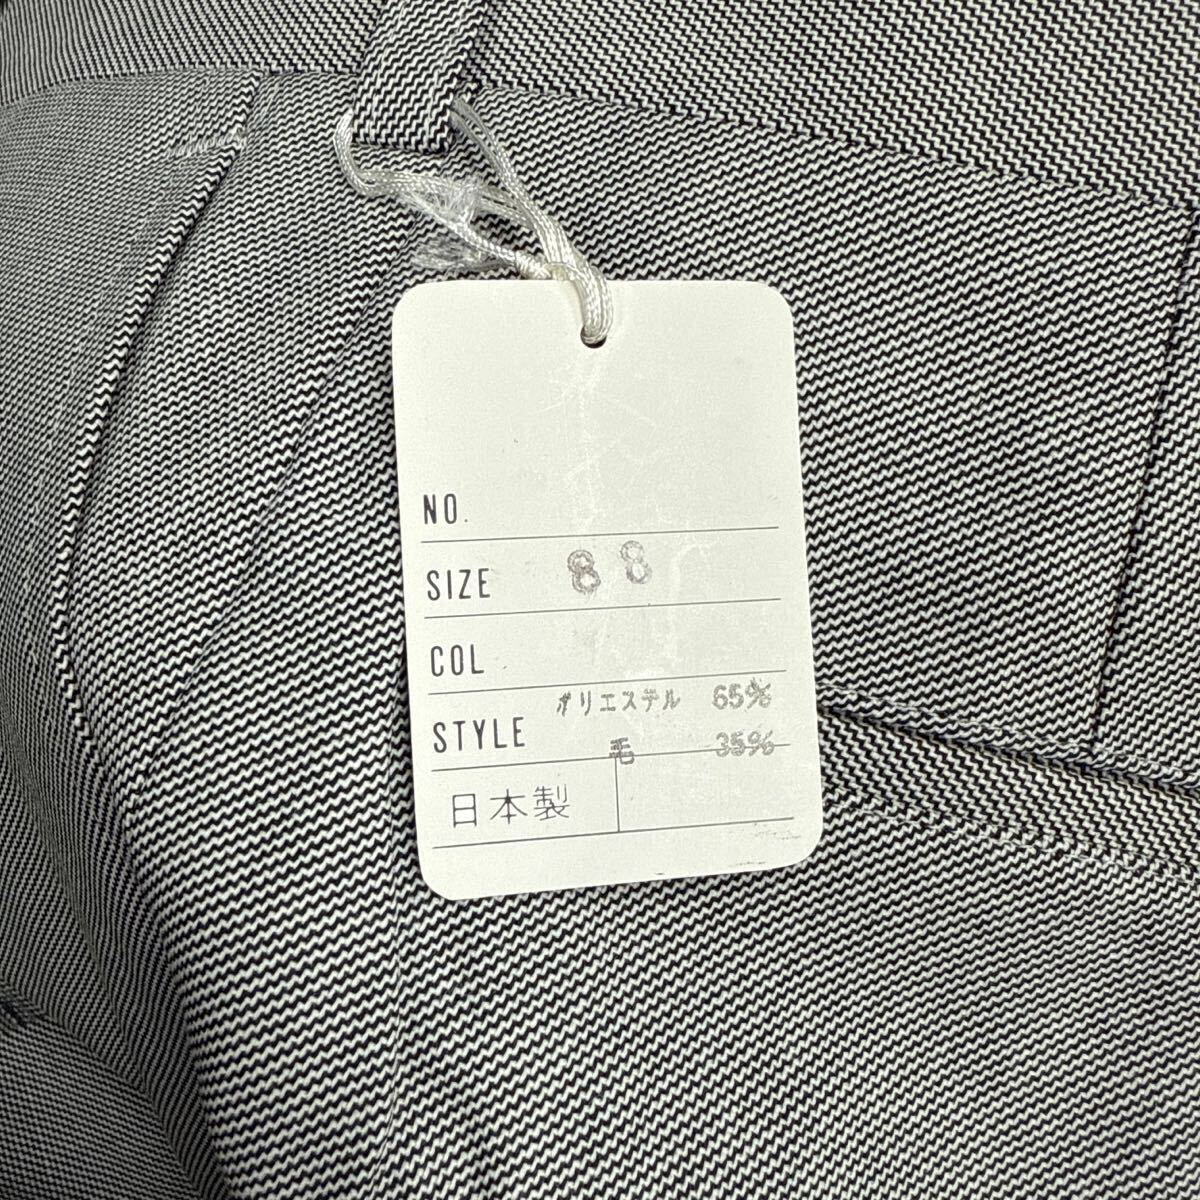 NO.
SIZE 88
COL
ポリエステル 65%
STYLE
毛 35%
日本製